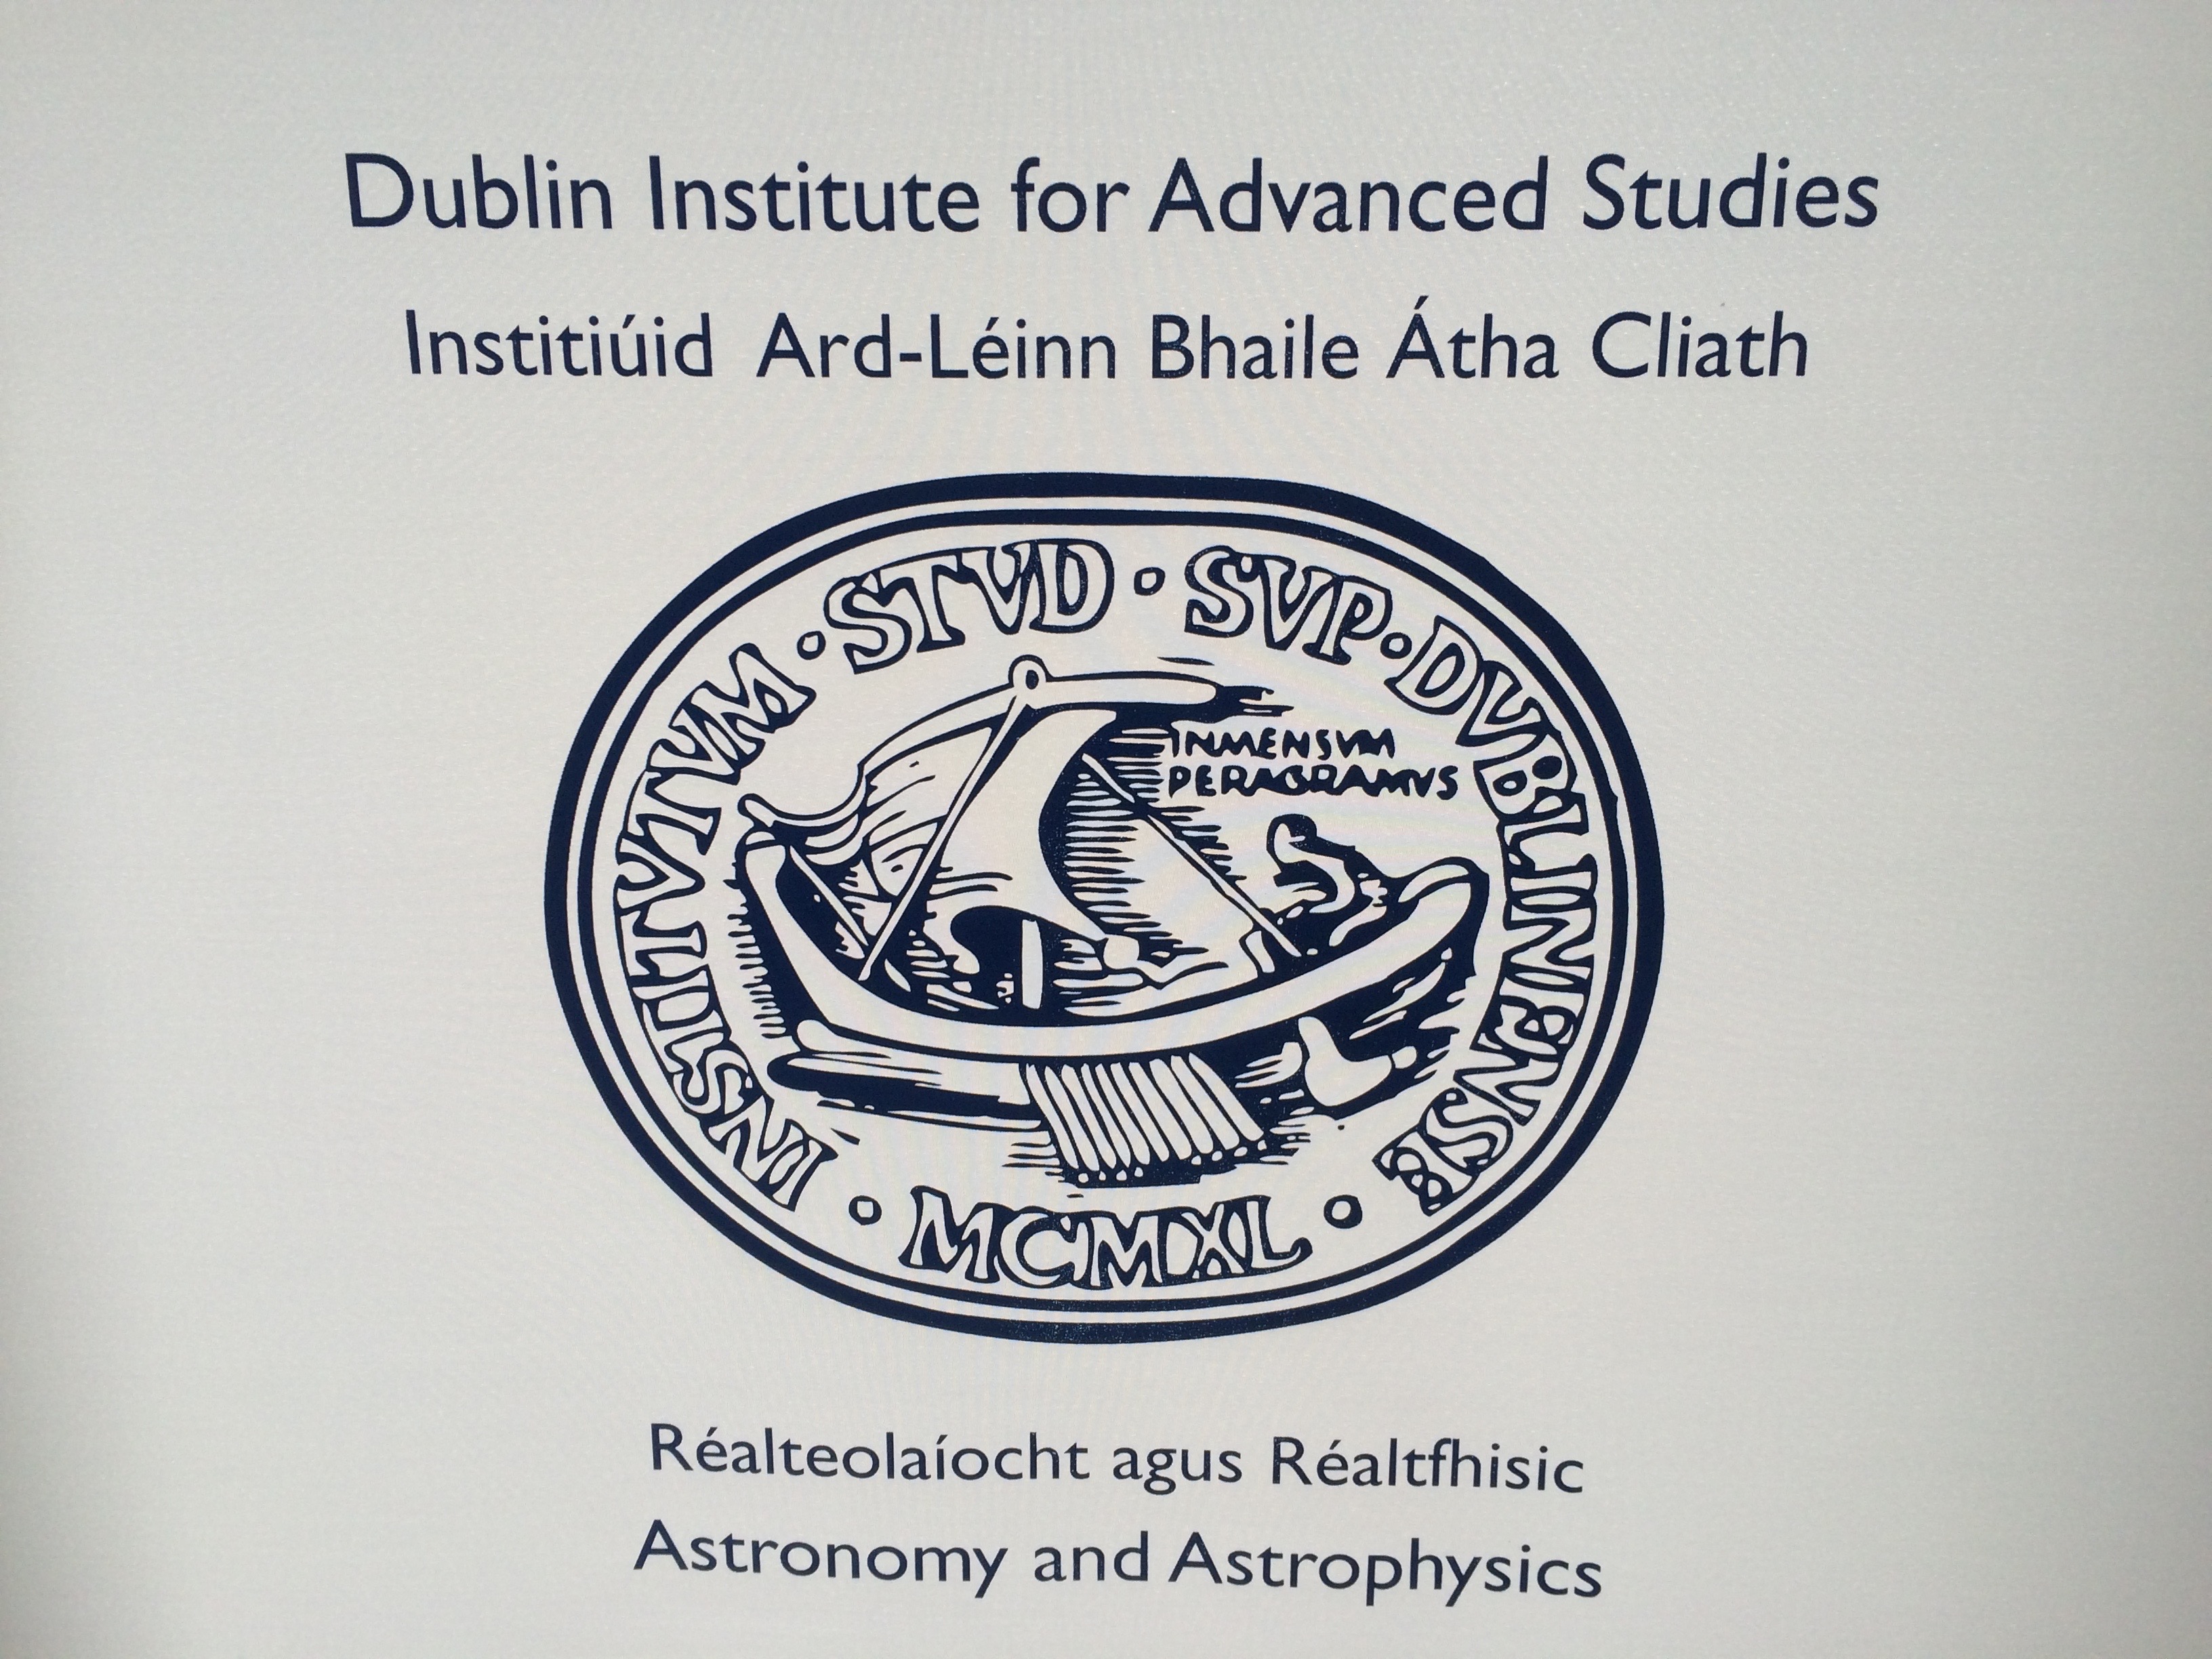 Dublin Institute for Advanced Studies
Institiúid Ard-Léinn Bhaile Átha Cliath
INSTITVTVM · STVD · SVP · DVBLINENSE
INMENSVM
PERAGRAMVS
· MCMXL ·
Réalteolaíocht agus Réaltfhisic
Astronomy and Astrophysics